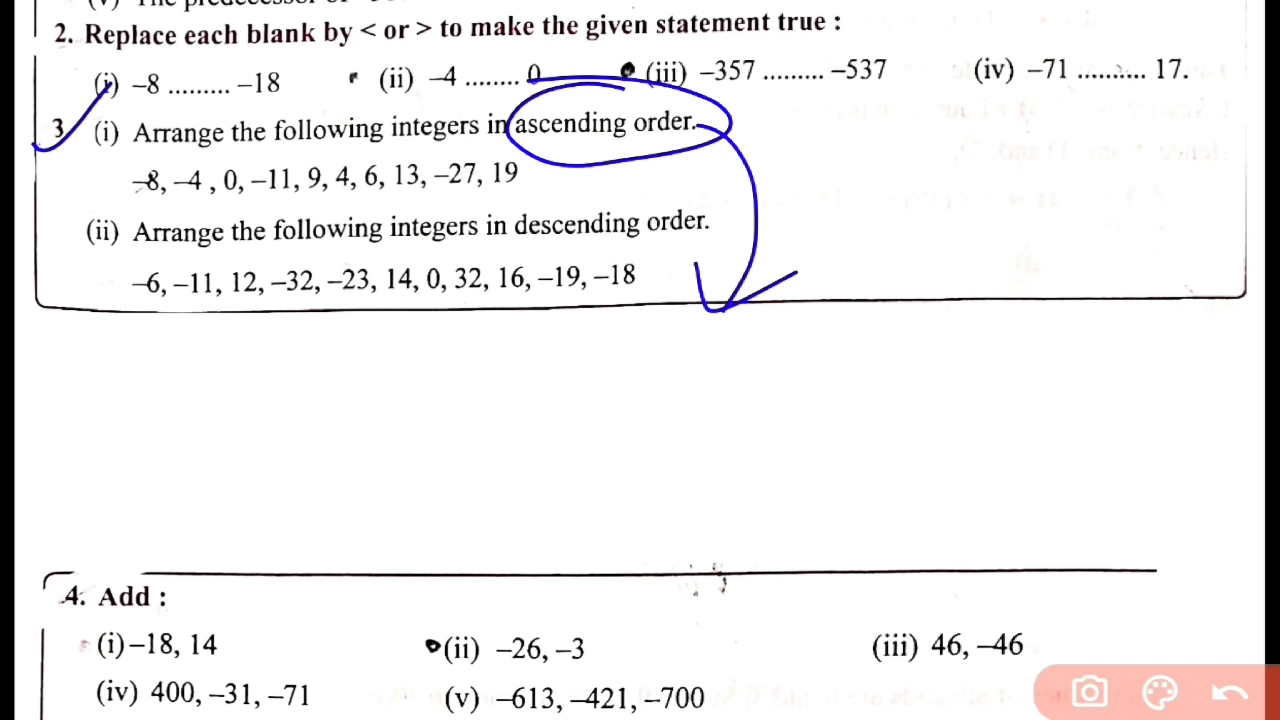 2. Replace each blank by < or > to make the given statement true :
(i) –8 ......... –18 (ii) –4 ........ 0 (iii) –357 ......... –537 (iv) –71 .......... 17.
3. (i) Arrange the following integers in ascending order.
–8, –4 , 0, –11, 9, 4, 6, 13, –27, 19
(ii) Arrange the following integers in descending order.
–6, –11, 12, –32, –23, 14, 0, 32, 16, –19, –18
4. Add :
(i) –18, 14 (ii) –26, –3 (iii) 46, –46
(iv) 400, –31, –71 (v) –613, –421, –700